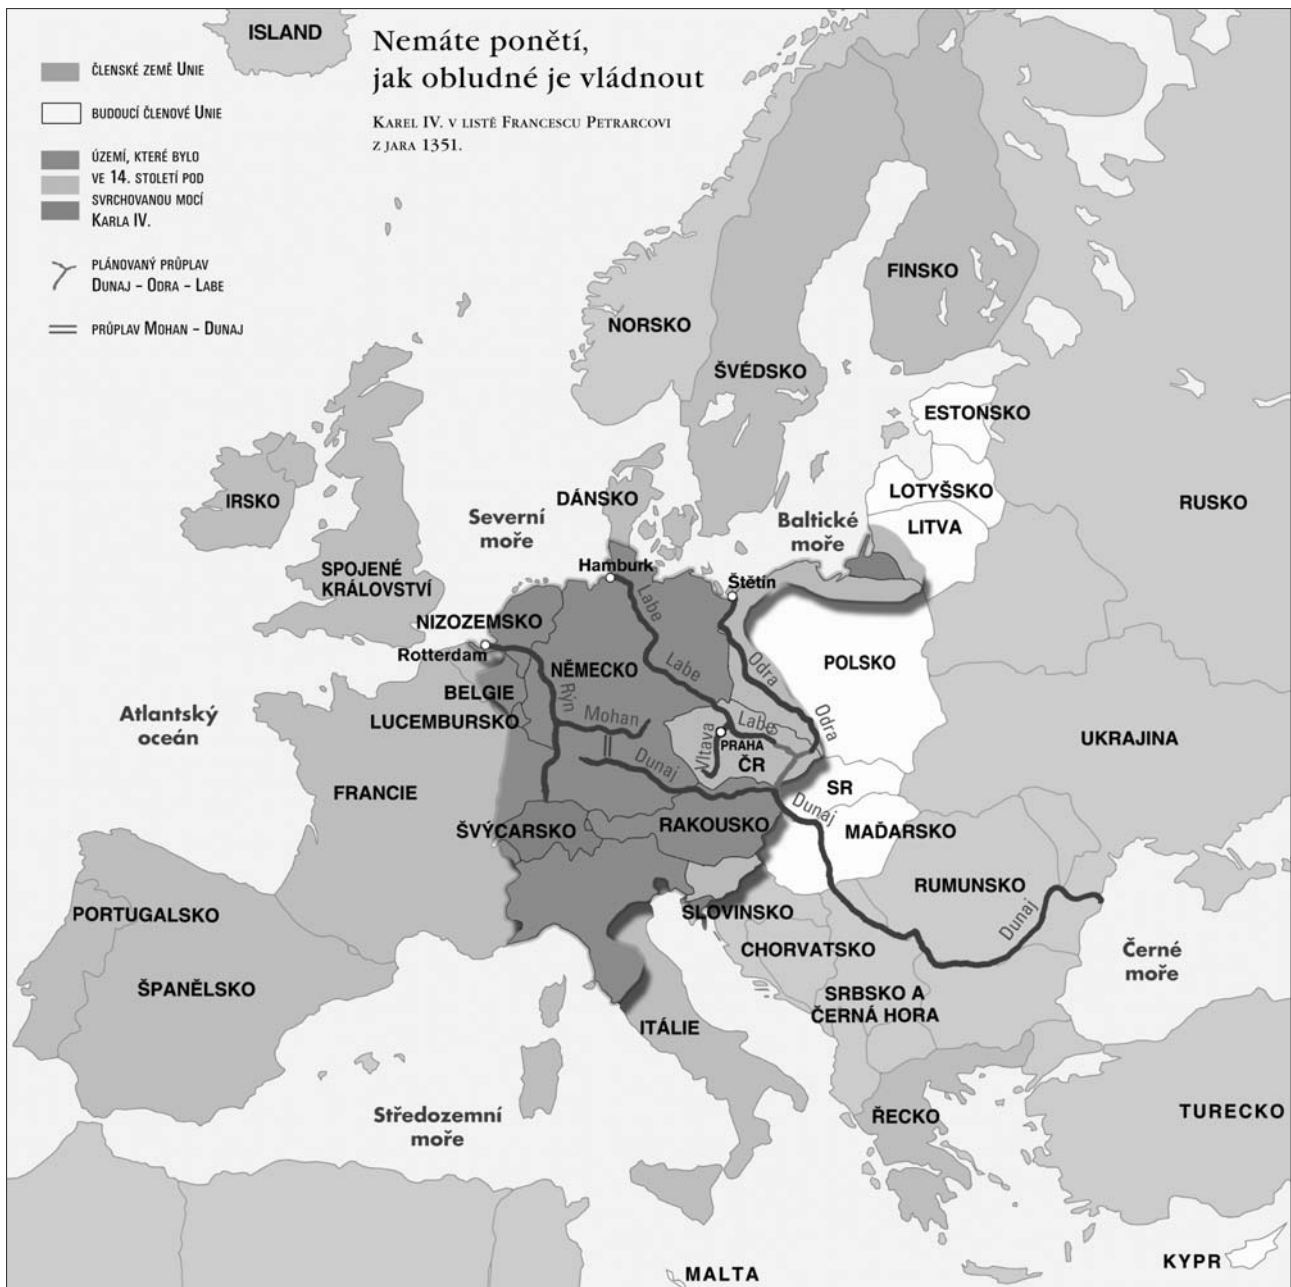 Nemáte ponětí,
jak obludné je vládnout
Karel IV. v listě Francescu Petrarcovi
z jara 1351.
členské země Unie
budoucí členové Unie
území, které bylo
ve 14. století pod
svrchovanou mocí
Karla IV.
plánovaný průplav
Dunaj – Odra – Labe
průplav Mohan – Dunaj
ISLAND
FINSKO
NORSKO
ŠVÉDSKO
ESTONSKO
LOTYŠSKO
LITVA
RUSKO
DÁNSKO
IRSKO
Severní
moře
Baltické
moře
SPOJENÉ
KRÁLOVSTVÍ
Hamburk
Štětín
Labe
NIZOZEMSKO
Rotterdam
NĚMECKO
Labe
Odra
POLSKO
BELGIE
Rýn
LUCEMBURSKO
Mohan
Labe
Odra
Atlantský
oceán
Vltava
PRAHA
ČR
UKRAJINA
Dunaj
SR
FRANCIE
Dunaj
ŠVÝCARSKO
RAKOUSKO
MAĎARSKO
RUMUNSKO
Dunaj
PORTUGALSKO
SLOVINSKO
CHORVATSKO
Černé
moře
ŠPANĚLSKO
SRBSKO A
ČERNÁ HORA
ITÁLIE
Středozemní
moře
ŘECKO
TURECKO
MALTA
KYPR